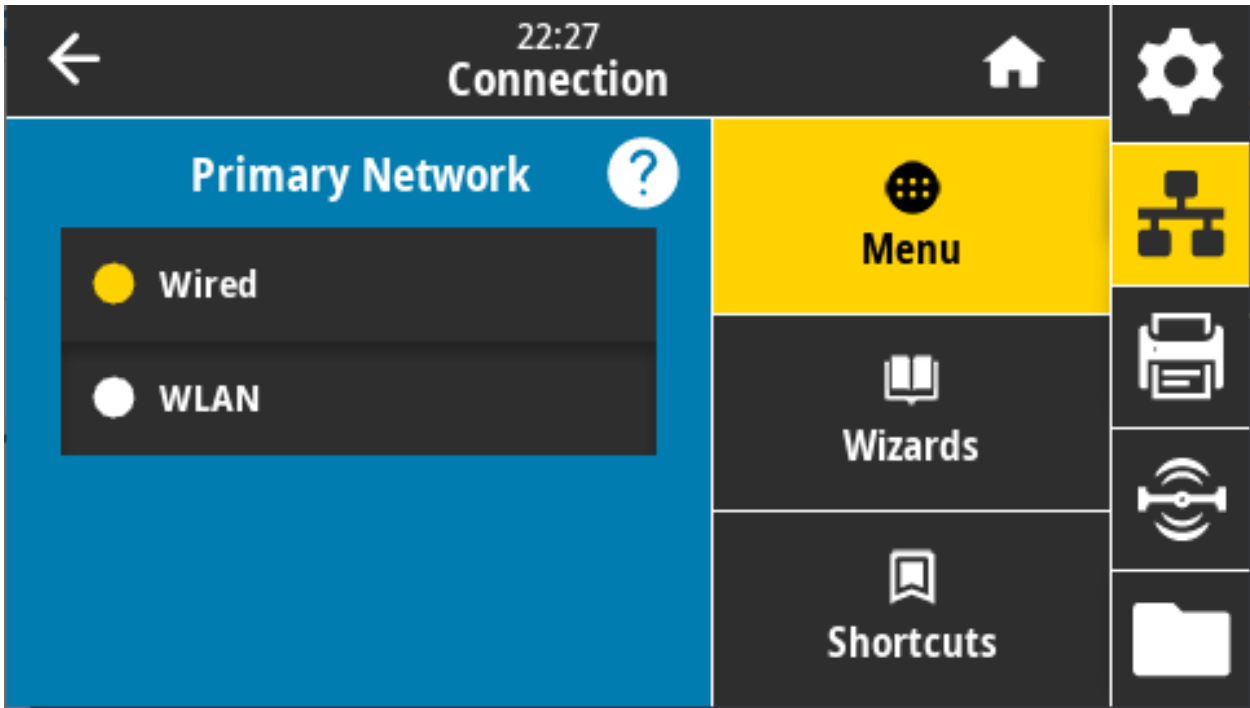 22:27
Connection
Primary Network
?
Wired
WLAN
Menu
Wizards
Shortcuts